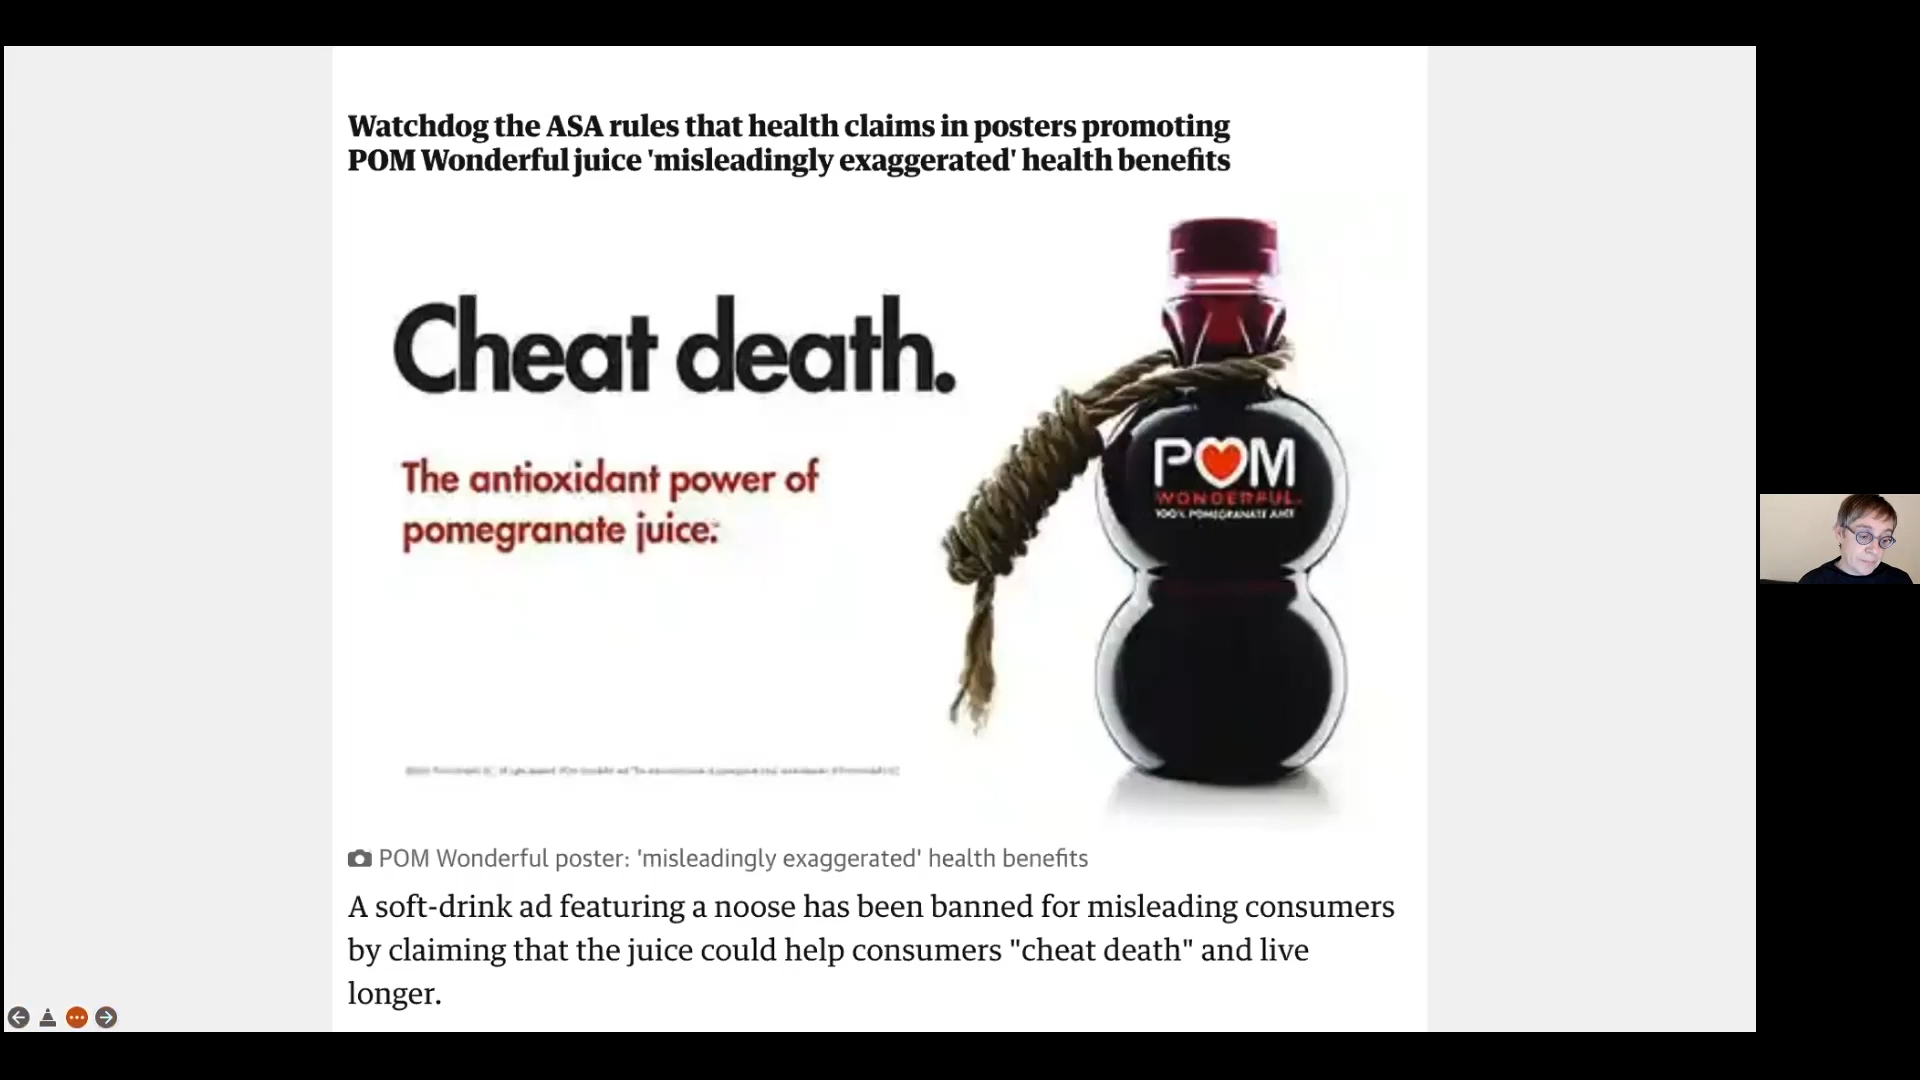 Watchdog the ASA rules that health claims in posters promoting
POM Wonderful juice 'misleadingly exaggerated' health benefits
Cheat death.
The antioxidant power of
pomegranate juice.
POM
WONDERFUL
100% POMEGRANATE JUICE
POM Wonderful poster: 'misleadingly exaggerated' health benefits
A soft-drink ad featuring a noose has been banned for misleading consumers
by claiming that the juice could help consumers "cheat death" and live
longer.